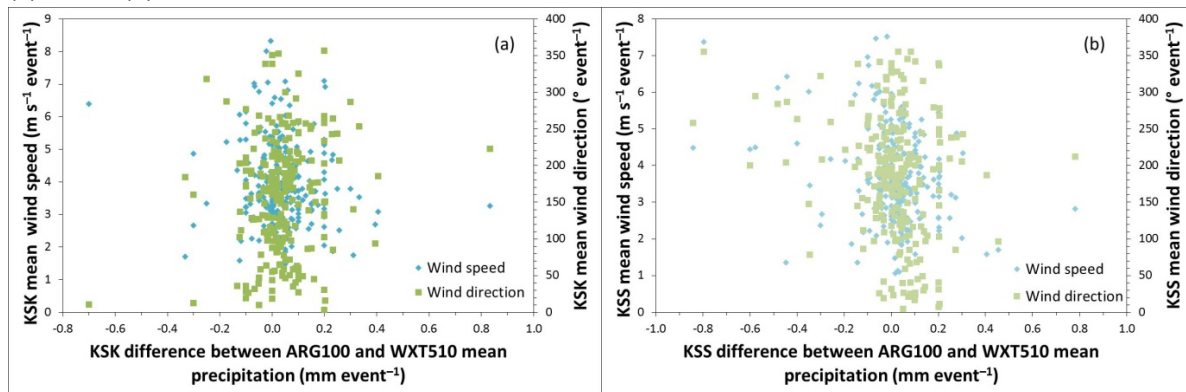 (a)
KSK mean wind speed (m s⁻¹ event⁻¹)
9
8
7
6
5
4
3
2
1
0
400
350
300
250
200
150
100
50
0
KSK mean wind direction (° event⁻¹)
Wind speed
Wind direction
-0.8 -0.6 -0.4 -0.2 0.0 0.2 0.4 0.6 0.8 1.0
KSK difference between ARG100 and WXT510 mean
precipitation (mm event⁻¹)
(b)
KSS mean wind speed (m s⁻¹ event⁻¹)
8
7
6
5
4
3
2
1
0
400
350
300
250
200
150
100
50
0
KSS mean wind direction (° event⁻¹)
Wind speed
Wind direction
-1.0 -0.8 -0.6 -0.4 -0.2 0.0 0.2 0.4 0.6 0.8 1.0
KSS difference between ARG100 and WXT510 mean
precipitation (mm event⁻¹)